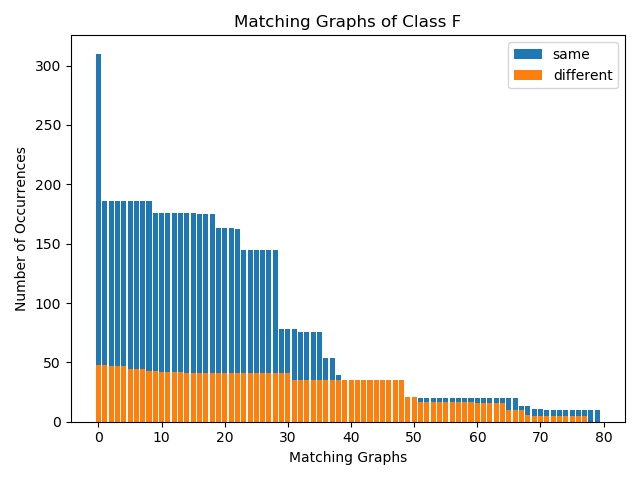 Matching Graphs of Class F
same
different
Number of Occurrences
300
250
200
150
100
50
0
0 10 20 30 40 50 60 70 80
Matching Graphs